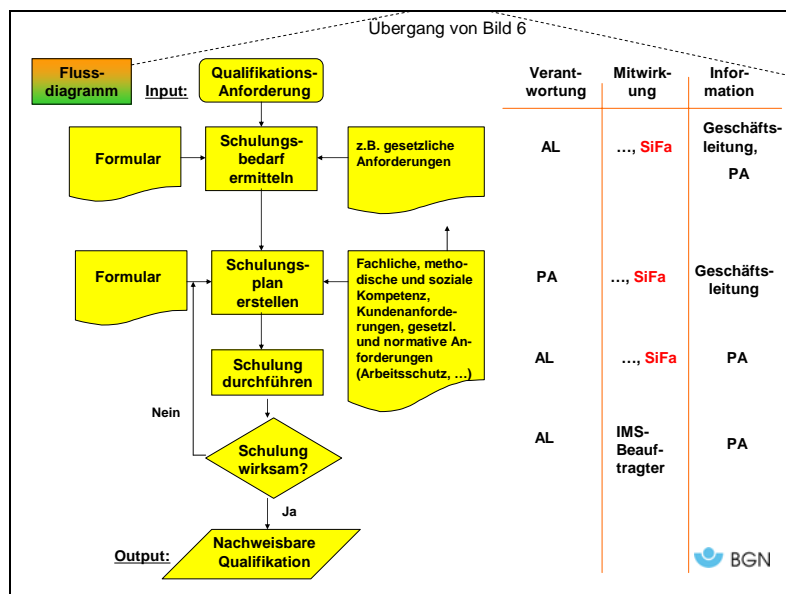 Übergang von Bild 6
Fluss-
diagramm
Input:
Qualifikations-
Anforderung
Verant-
wortung
Mitwir-
kung
Infor-
mation
Formular
Schulungs-
bedarf
ermitteln
z.B. gesetzliche
Anforderungen
AL
…, SiFa
Geschäfts-
leitung,
PA
Formular
Schulungs-
plan
erstellen
Fachliche, metho-
dische und soziale
Kompetenz,
Kundenanforde-
rungen, gesetzl.
und normative An-
forderungen
(Arbeitsschutz, …)
PA
…, SiFa
Geschäfts-
leitung
Schulung
durchführen
AL
…, SiFa
PA
Nein
Schulung
wirksam?
AL
IMS-
Beauf-
tragter
PA
Ja
Output:
Nachweisbare
Qualifikation
BGN